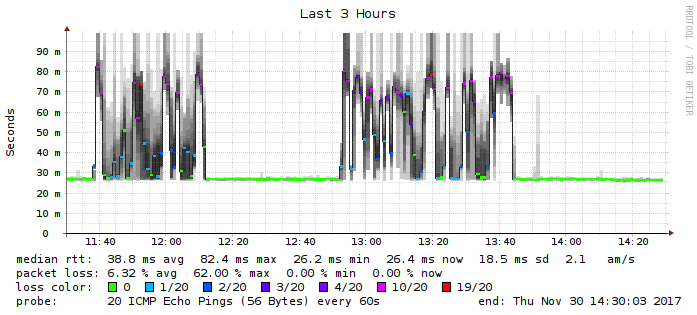 Last 3 Hours
RRDTOOL / TOBI OETIKER
Seconds
90 m
80 m
70 m
60 m
50 m
40 m
30 m
20 m
10 m
0
11:40 12:00 12:20 12:40 13:00 13:20 13:40 14:00 14:20
median rtt: 38.8 ms avg 82.4 ms max 26.2 ms min 26.4 ms now 18.5 ms sd 2.1 am/s
packet loss: 6.32 % avg 62.00 % max 0.00 % min 0.00 % now
loss color: 0 1/20 2/20 3/20 4/20 10/20 19/20
probe: 20 ICMP Echo Pings (56 Bytes) every 60s end: Thu Nov 30 14:30:03 2017